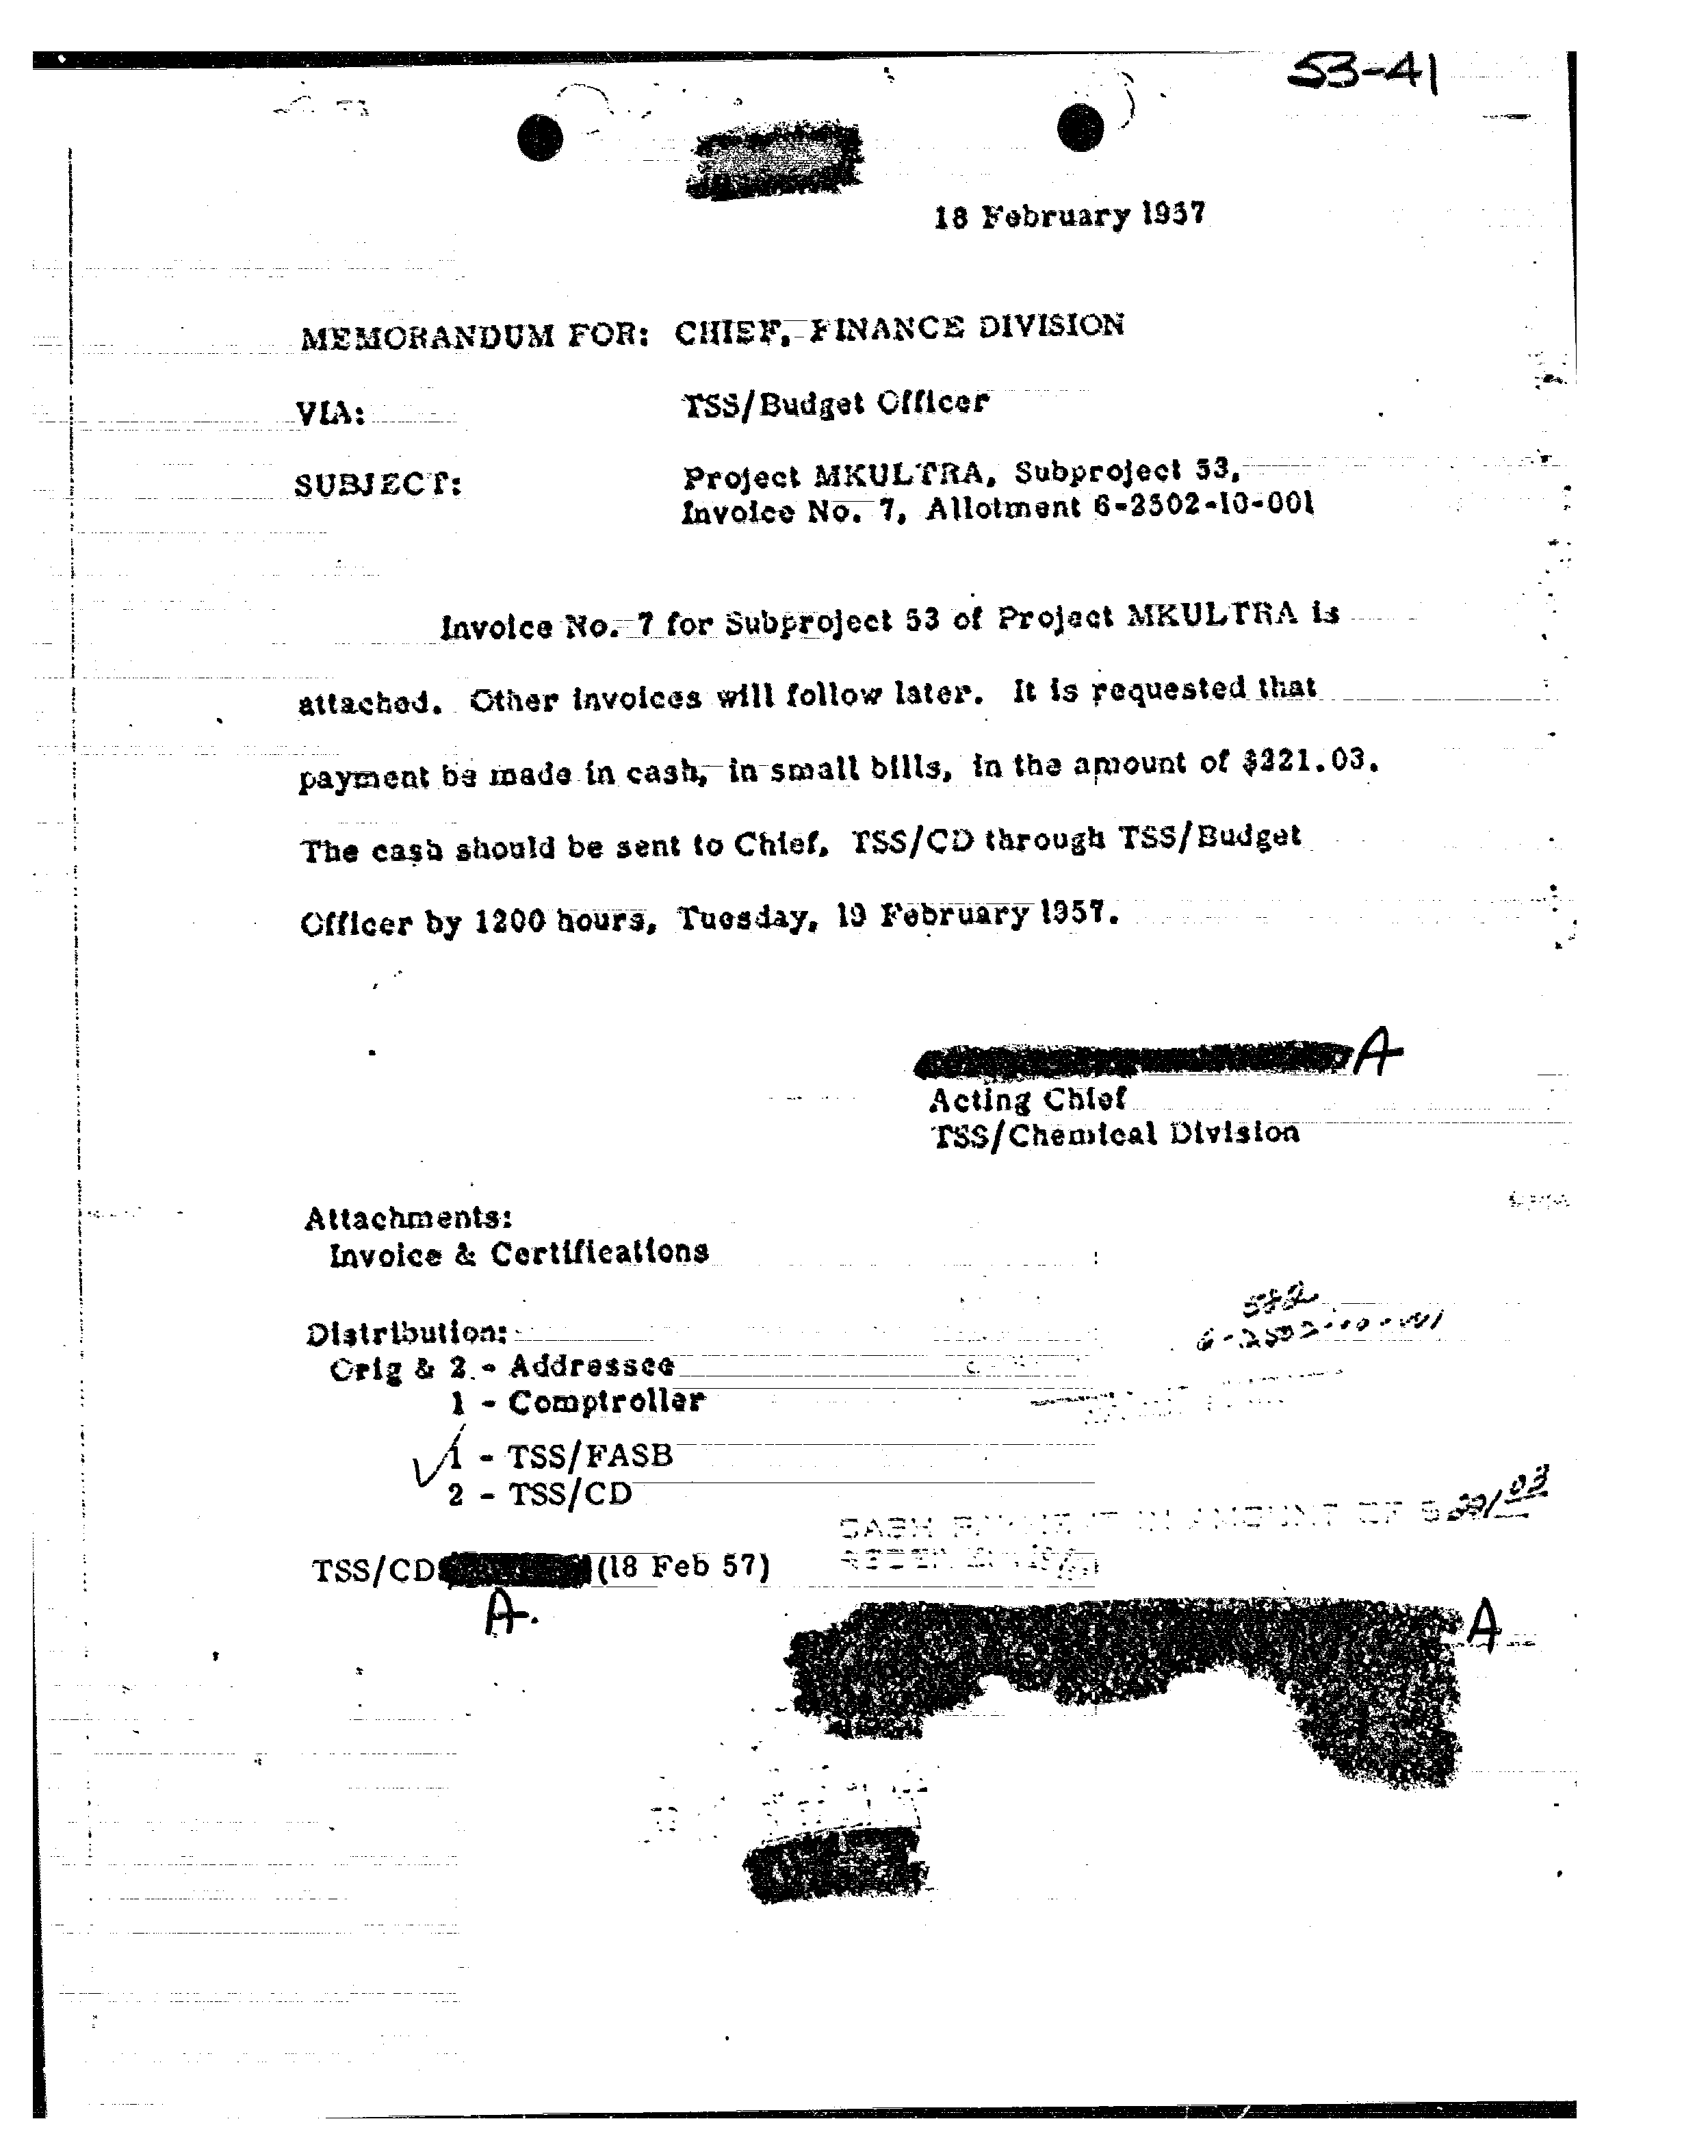 53-41
18 February 1957
MEMORANDUM FOR: CHIEF, FINANCE DIVISION
VIA: TSS/Budget Officer
SUBJECT: Project MKULTRA, Subproject 53,
Invoice No. 7, Allotment 6-2502-10-001
Invoice No. 7 for Subproject 53 of Project MKULTRA is
attached. Other invoices will follow later. It is requested that
payment be made in cash, in small bills, in the amount of $221.03.
The cash should be sent to Chief, TSS/CD through TSS/Budget
Officer by 1200 hours, Tuesday, 19 February 1957.
A
Acting Chief
TSS/Chemical Division
Attachments:
Invoice & Certifications
6-2502-10-001
Distribution:
Orig & 2 - Addressee
1 - Comptroller
1 - TSS/FASB
2 - TSS/CD
CASH IN AMOUNT OF $ 221 03
TSS/CD (18 Feb 57)
A.
A